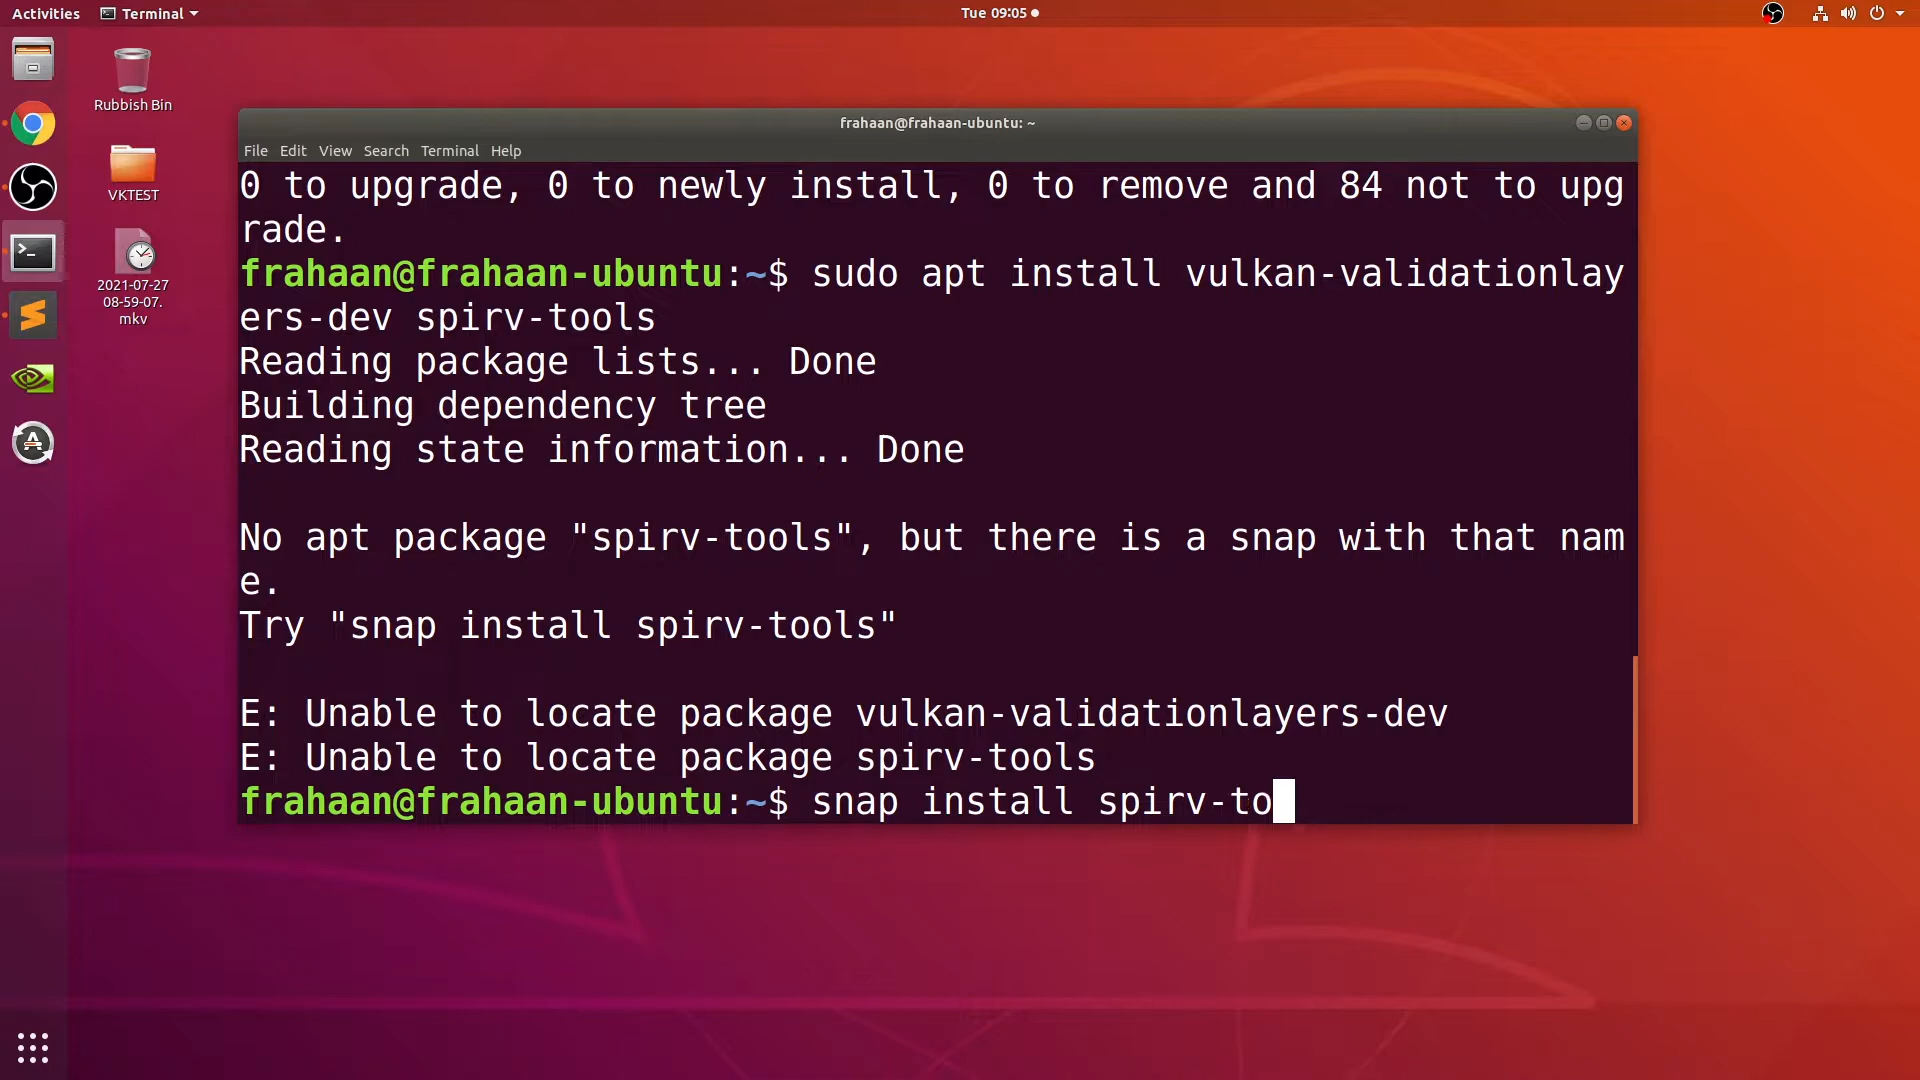 Activities Terminal Tue 09:05
Rubbish Bin
VKTEST
2021-07-27
08-59-07.
mkv
frahaan@frahaan-ubuntu: ~
File Edit View Search Terminal Help
0 to upgrade, 0 to newly install, 0 to remove and 84 not to upg
rade.
frahaan@frahaan-ubuntu:~$ sudo apt install vulkan-validationlay
ers-dev spirv-tools
Reading package lists... Done
Building dependency tree
Reading state information... Done
No apt package "spirv-tools", but there is a snap with that nam
e.
Try "snap install spirv-tools"
E: Unable to locate package vulkan-validationlayers-dev
E: Unable to locate package spirv-tools
frahaan@frahaan-ubuntu:~$ snap install spirv-to